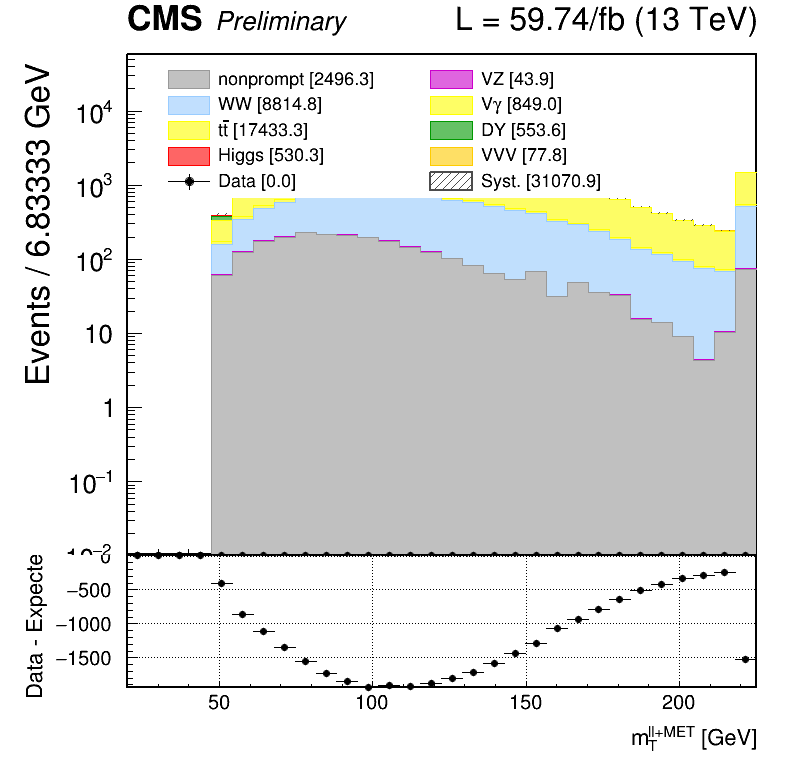 CMS Preliminary L = 59.74/fb (13 TeV)
Events / 6.83333 GeV
nonprompt [2496.3] VZ [43.9]
WW [8814.8] Vγ [849.0]
tt̅ [17433.3] DY [553.6]
Higgs [530.3] VVV [77.8]
Data [0.0] Syst. [31070.9]
10⁴
10³
10²
10
1
10⁻¹
10⁻²
Data - Expecte
0
−500
−1000
−1500
50 100 150 200
m_T^{ll+MET} [GeV]